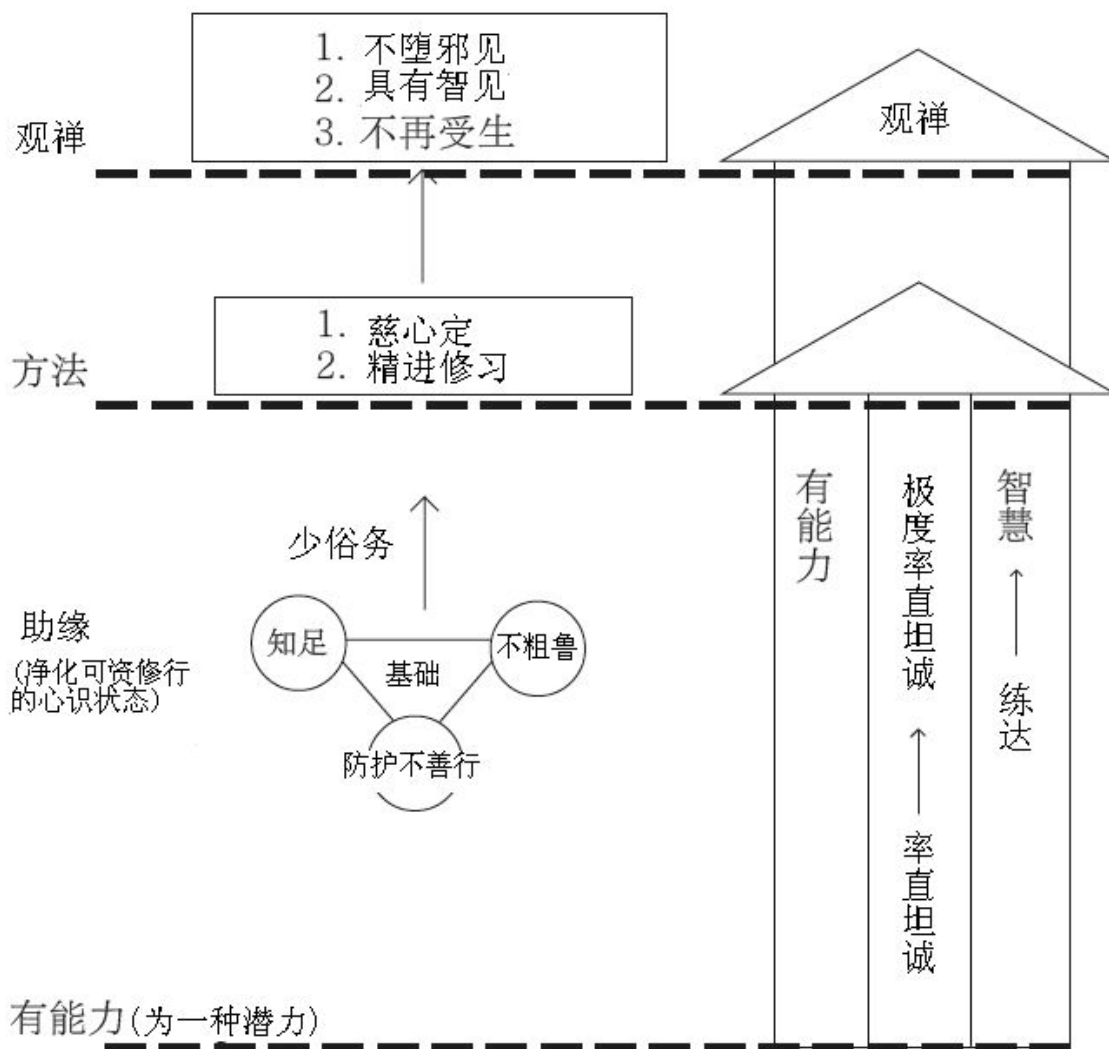 1. 不堕邪见
2. 具有智见
3. 不再受生
观禅
观禅
1. 慈心定
2. 精进修习
方法
少俗务
知足
不粗鲁
基础
防护不善行
助缘
(净化可资修行
的心识状态)
有能力
极度率直坦诚
率直坦诚
智慧
练达
有能力(为一种潜力)